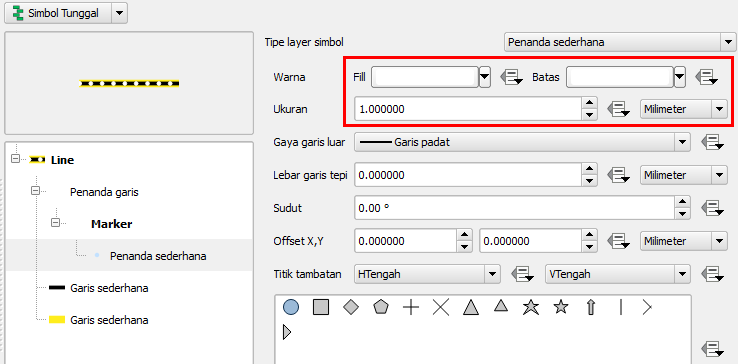 Simbol Tunggal
Tipe layer simbol
Penanda sederhana
Warna
Fill
Batas
Ukuran
1.000000
Milimeter
Gaya garis luar
Garis padat
Lebar garis tepi
0.000000
Milimeter
Sudut
0.00 °
Offset X,Y
0.000000
0.000000
Milimeter
Titik tambatan
HTengah
VTengah
Line
Penanda garis
Marker
Penanda sederhana
Garis sederhana
Garis sederhana